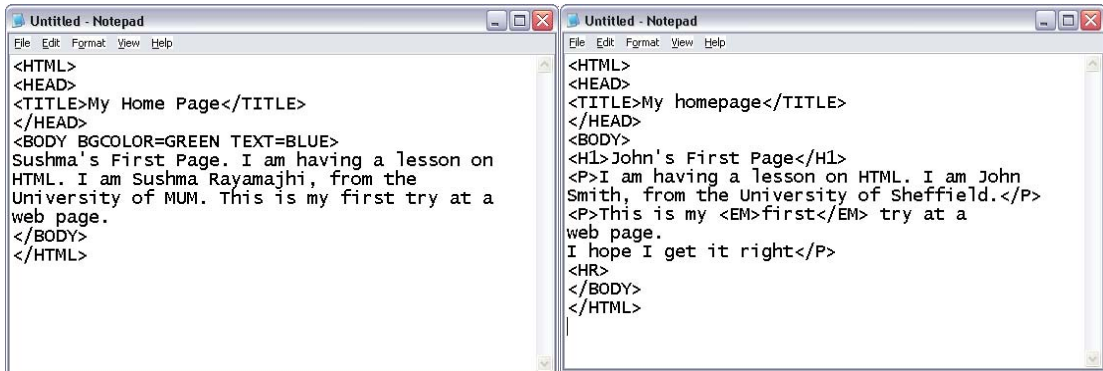 Untitled - Notepad
File Edit Format View Help
<HTML>
<HEAD>
<TITLE>My Home Page</TITLE>
</HEAD>
<BODY BGCOLOR=GREEN TEXT=BLUE>
Sushma's First Page. I am having a lesson on
HTML. I am Sushma Rayamajhi, from the
University of MUM. This is my first try at a
web page.
</BODY>
</HTML>
Untitled - Notepad
File Edit Format View Help
<HTML>
<HEAD>
<TITLE>My homepage</TITLE>
</HEAD>
<BODY>
<H1>John's First Page</H1>
<P>I am having a lesson on HTML. I am John
Smith, from the University of Sheffield.</P>
<P>This is my <EM>first</EM> try at a
web page.
I hope I get it right</P>
<HR>
</BODY>
</HTML>